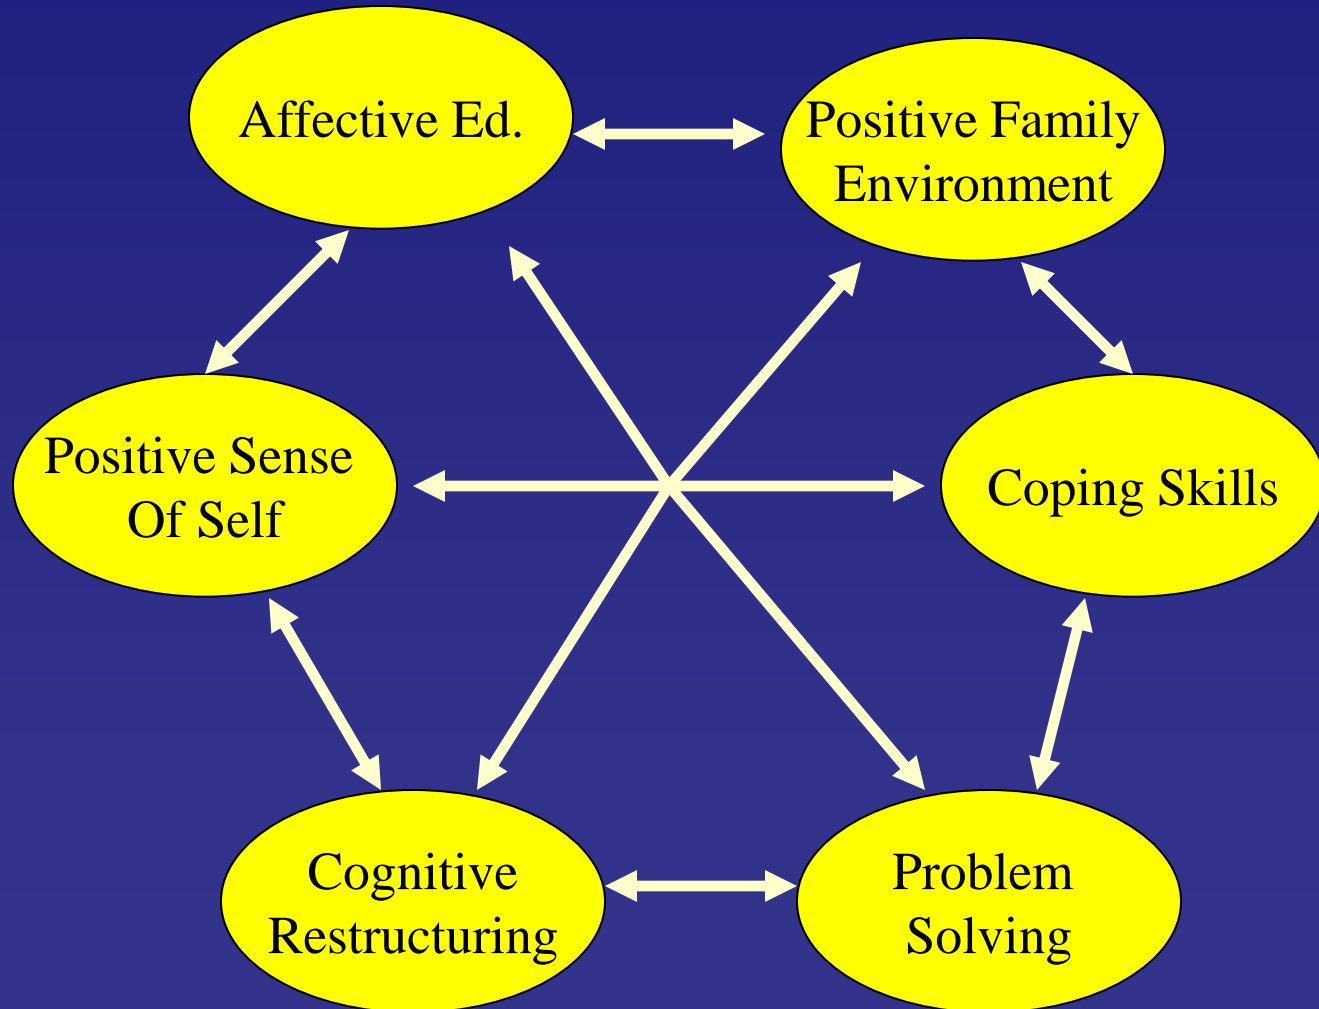 Affective Ed.
Positive Family
Environment
Positive Sense
Of Self
Coping Skills
Cognitive
Restructuring
Problem
Solving